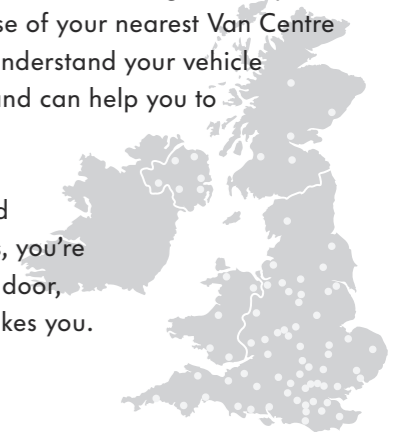 se of your nearest Van Centre
nderstand your vehicle
nd can help you to
d
, you're
door,
kes you.